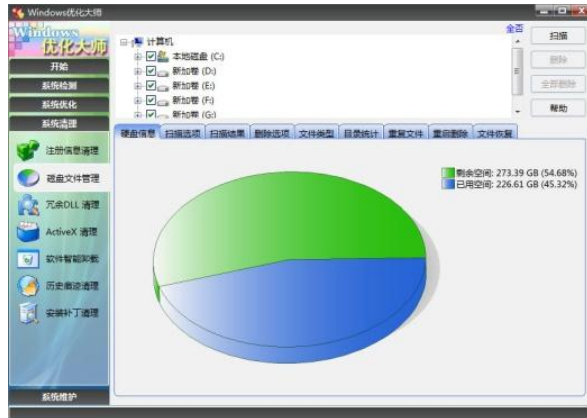 Windows优化大师
Windows
优化大师
开始
系统检测
系统优化
系统清理
注册信息清理
磁盘文件管理
冗余DLL 清理
ActiveX 清理
软件智能卸载
历史痕迹清理
安装补丁清理
系统维护
全否
计算机
本地磁盘 (C:)
新加卷 (D:)
新加卷 (E:)
新加卷 (F:)
新加卷 (G:)
扫描
删除
全部删除
帮助
硬盘信息 扫描选项 扫描结果 删除选项 文件类型 目录统计 重复文件 重启删除 文件恢复
剩余空间: 273.39 GB (54.68%)
已用空间: 226.61 GB (45.32%)